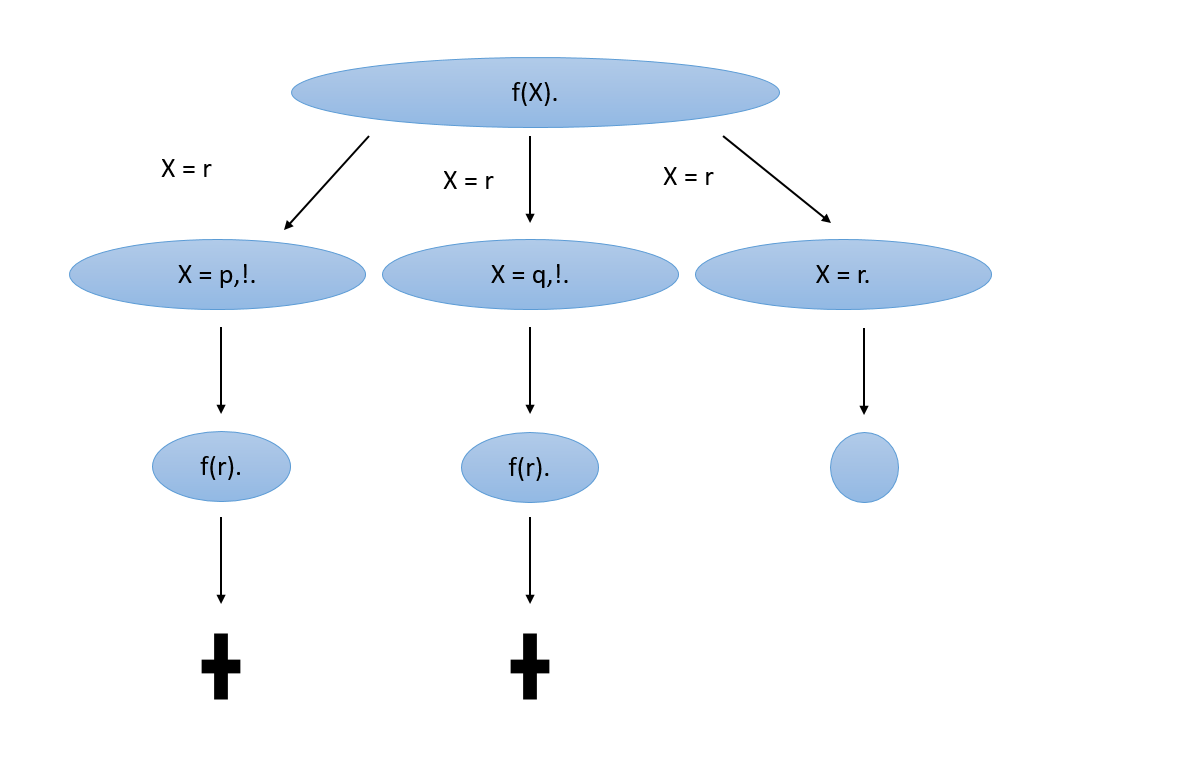 f(X).
X = r
X = r
X = r
X = p,!.
X = q,!.
X = r.
f(r).
f(r).